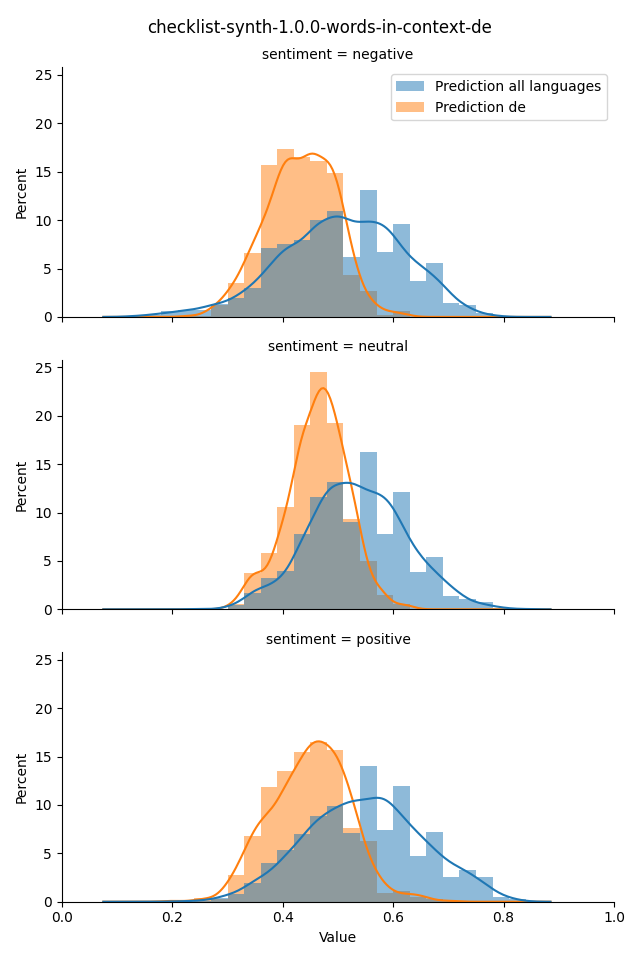 checklist-synth-1.0.0-words-in-context-de
sentiment = negative
25
20
15
10
5
0
Percent
Prediction all languages
Prediction de
sentiment = neutral
25
20
15
10
5
0
Percent
sentiment = positive
25
20
15
10
5
0
Percent
0.0 0.2 0.4 0.6 0.8 1.0
Value